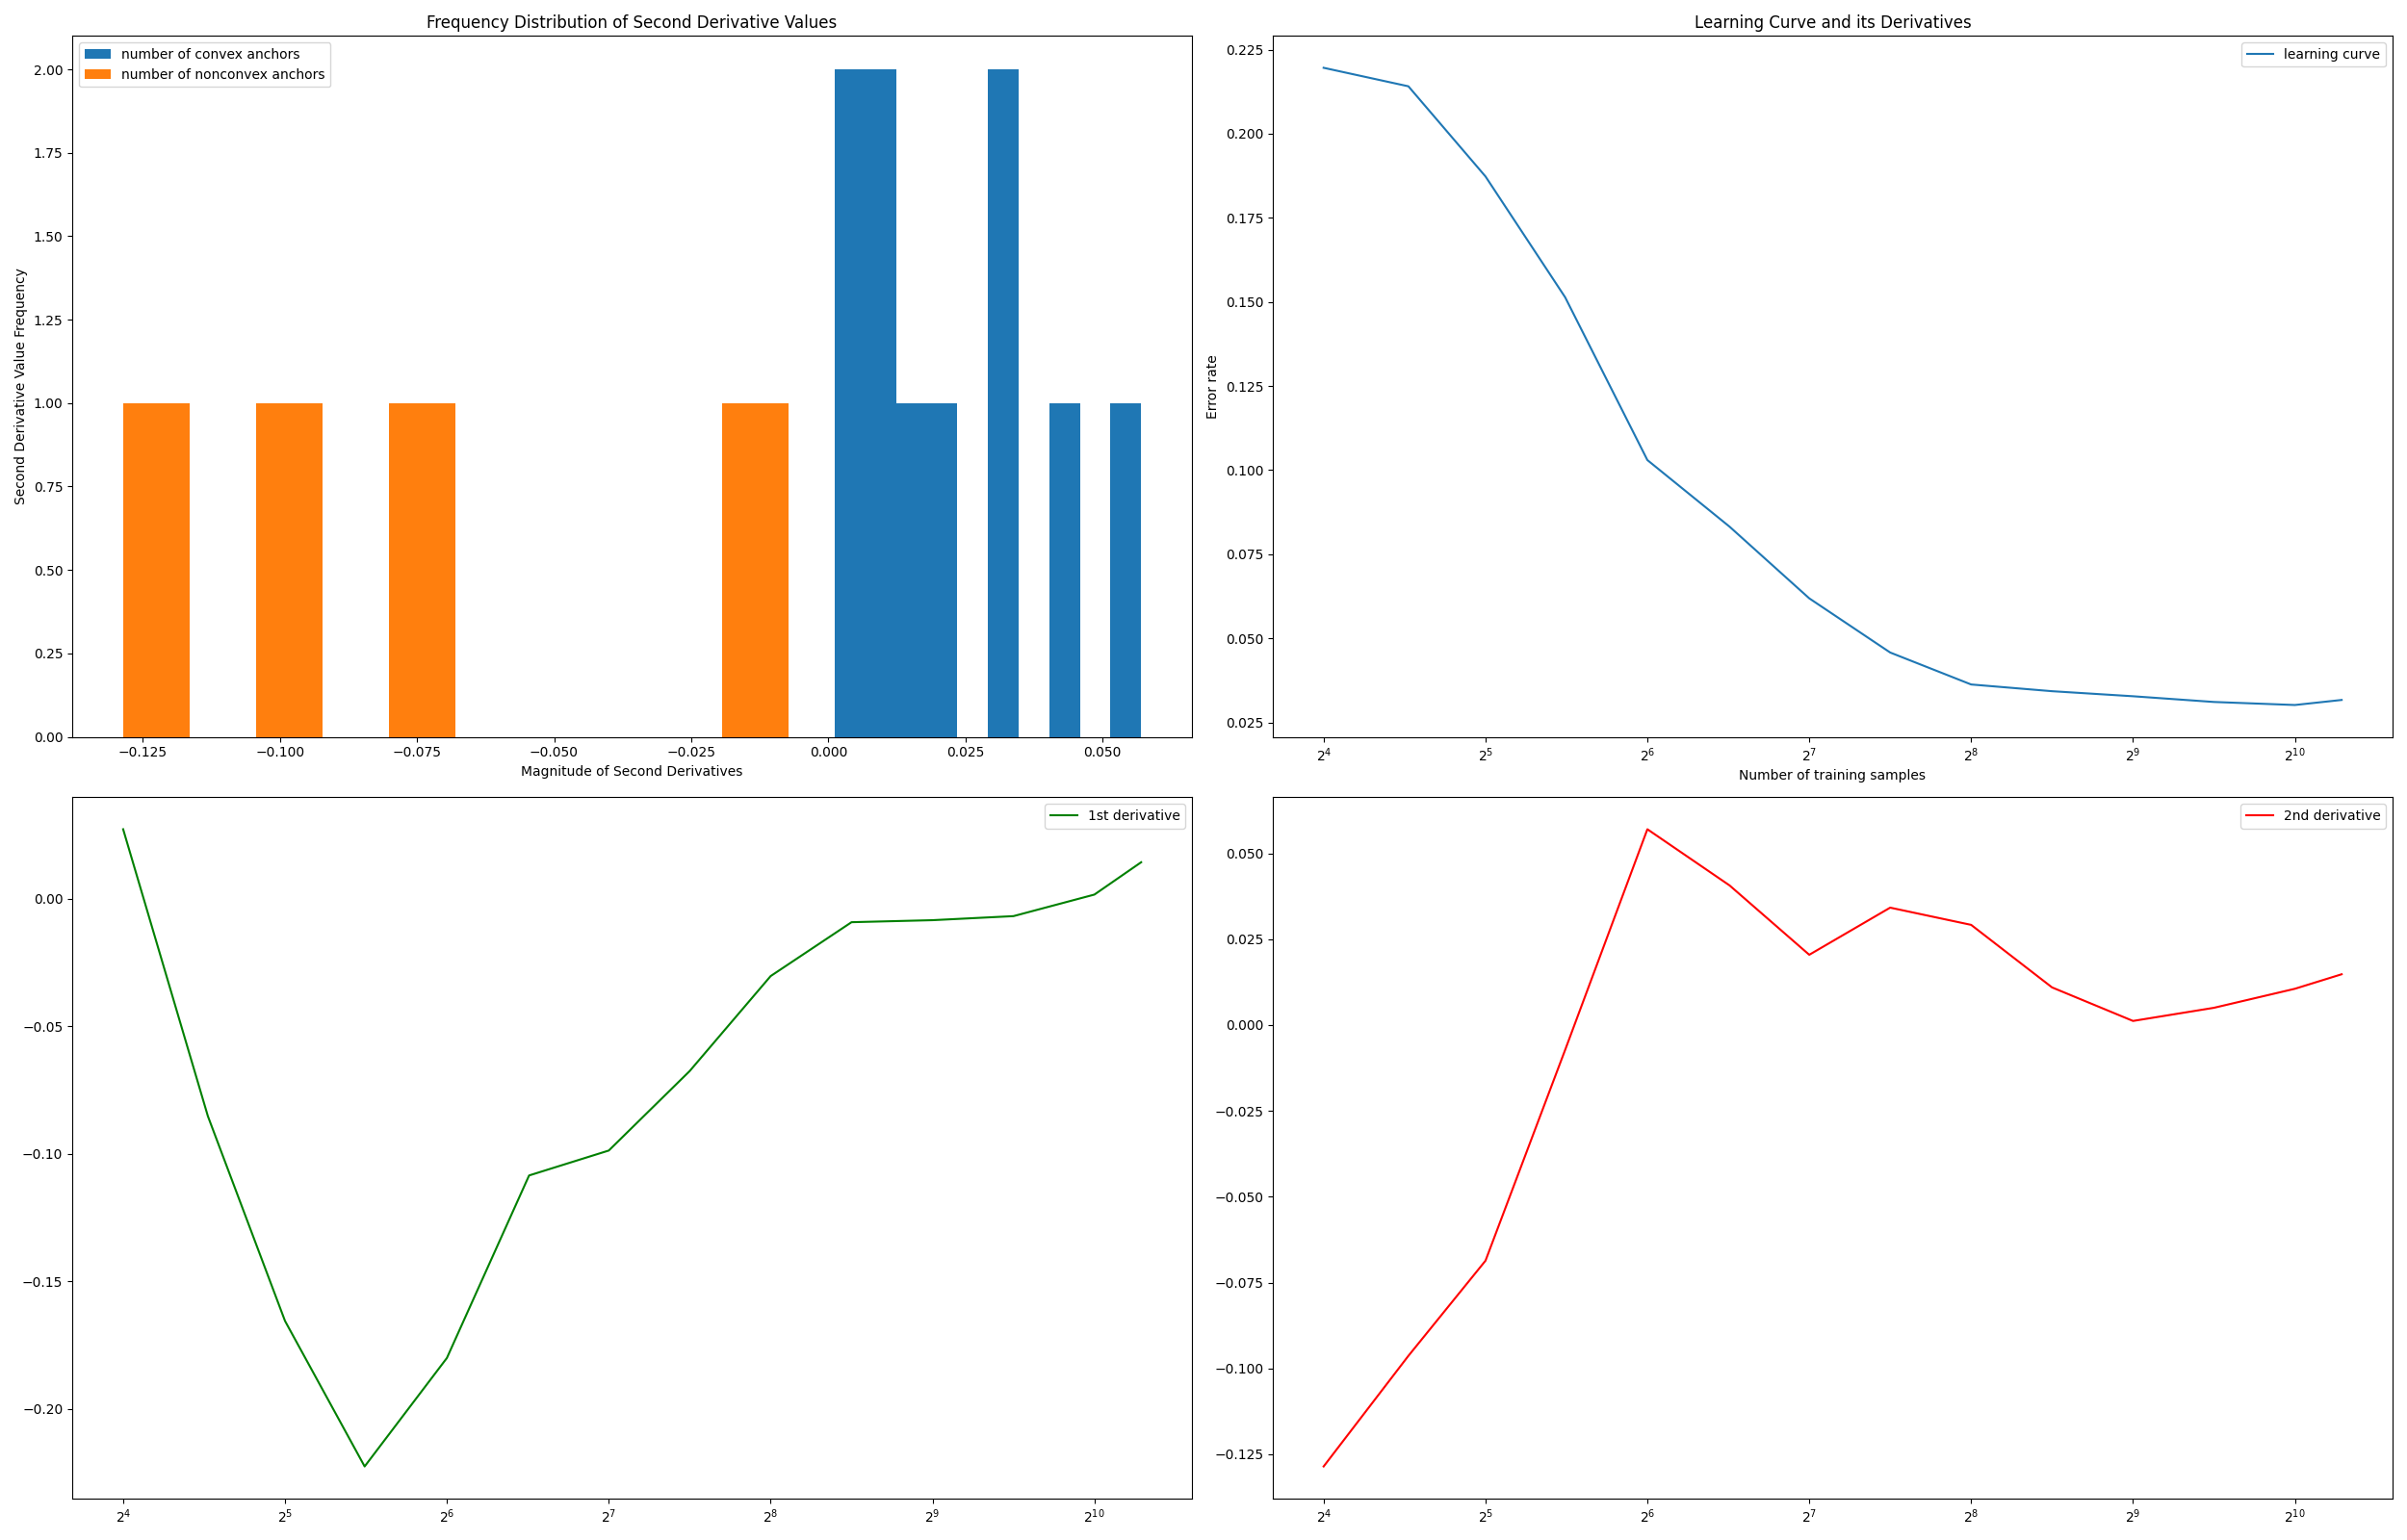 Frequency Distribution of Second Derivative Values
number of convex anchors
number of nonconvex anchors
Second Derivative Value Frequency
2.00
1.75
1.50
1.25
1.00
0.75
0.50
0.25
0.00
−0.125 −0.100 −0.075 −0.050 −0.025 0.000 0.025 0.050
Magnitude of Second Derivatives
Learning Curve and its Derivatives
learning curve
Error rate
0.225
0.200
0.175
0.150
0.125
0.100
0.075
0.050
0.025
2⁴ 2⁵ 2⁶ 2⁷ 2⁸ 2⁹ 2¹⁰
Number of training samples
1st derivative
0.00
−0.05
−0.10
−0.15
−0.20
2⁴ 2⁵ 2⁶ 2⁷ 2⁸ 2⁹ 2¹⁰
2nd derivative
0.050
0.025
0.000
−0.025
−0.050
−0.075
−0.100
−0.125
2⁴ 2⁵ 2⁶ 2⁷ 2⁸ 2⁹ 2¹⁰